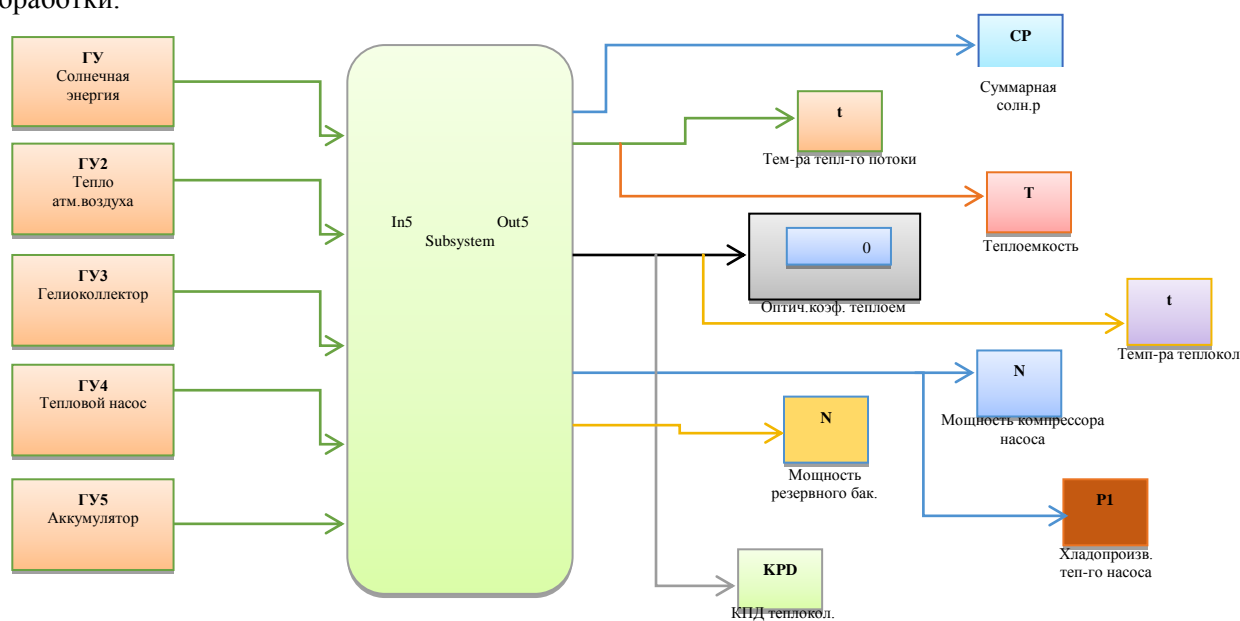 оработки.
ГУ
Солнечная
энергия
ГУ2
Тепло
атм.воздуха
ГУ3
Гелиоколлектор
ГУ4
Тепловой насос
ГУ5
Аккумулятор
In5 Out5
Subsystem
СР
Суммарная
солн.р
t
Тем-ра тепл-го потоки
T
Теплоемкость
0
Оптич.коэф. теплоем
t
Темп-ра теплокол
N
Мощность компрессора
насоса
N
Мощность
резервного бак.
P1
Хладопроизв.
теп-го насоса
KPD
КПД теплокол.